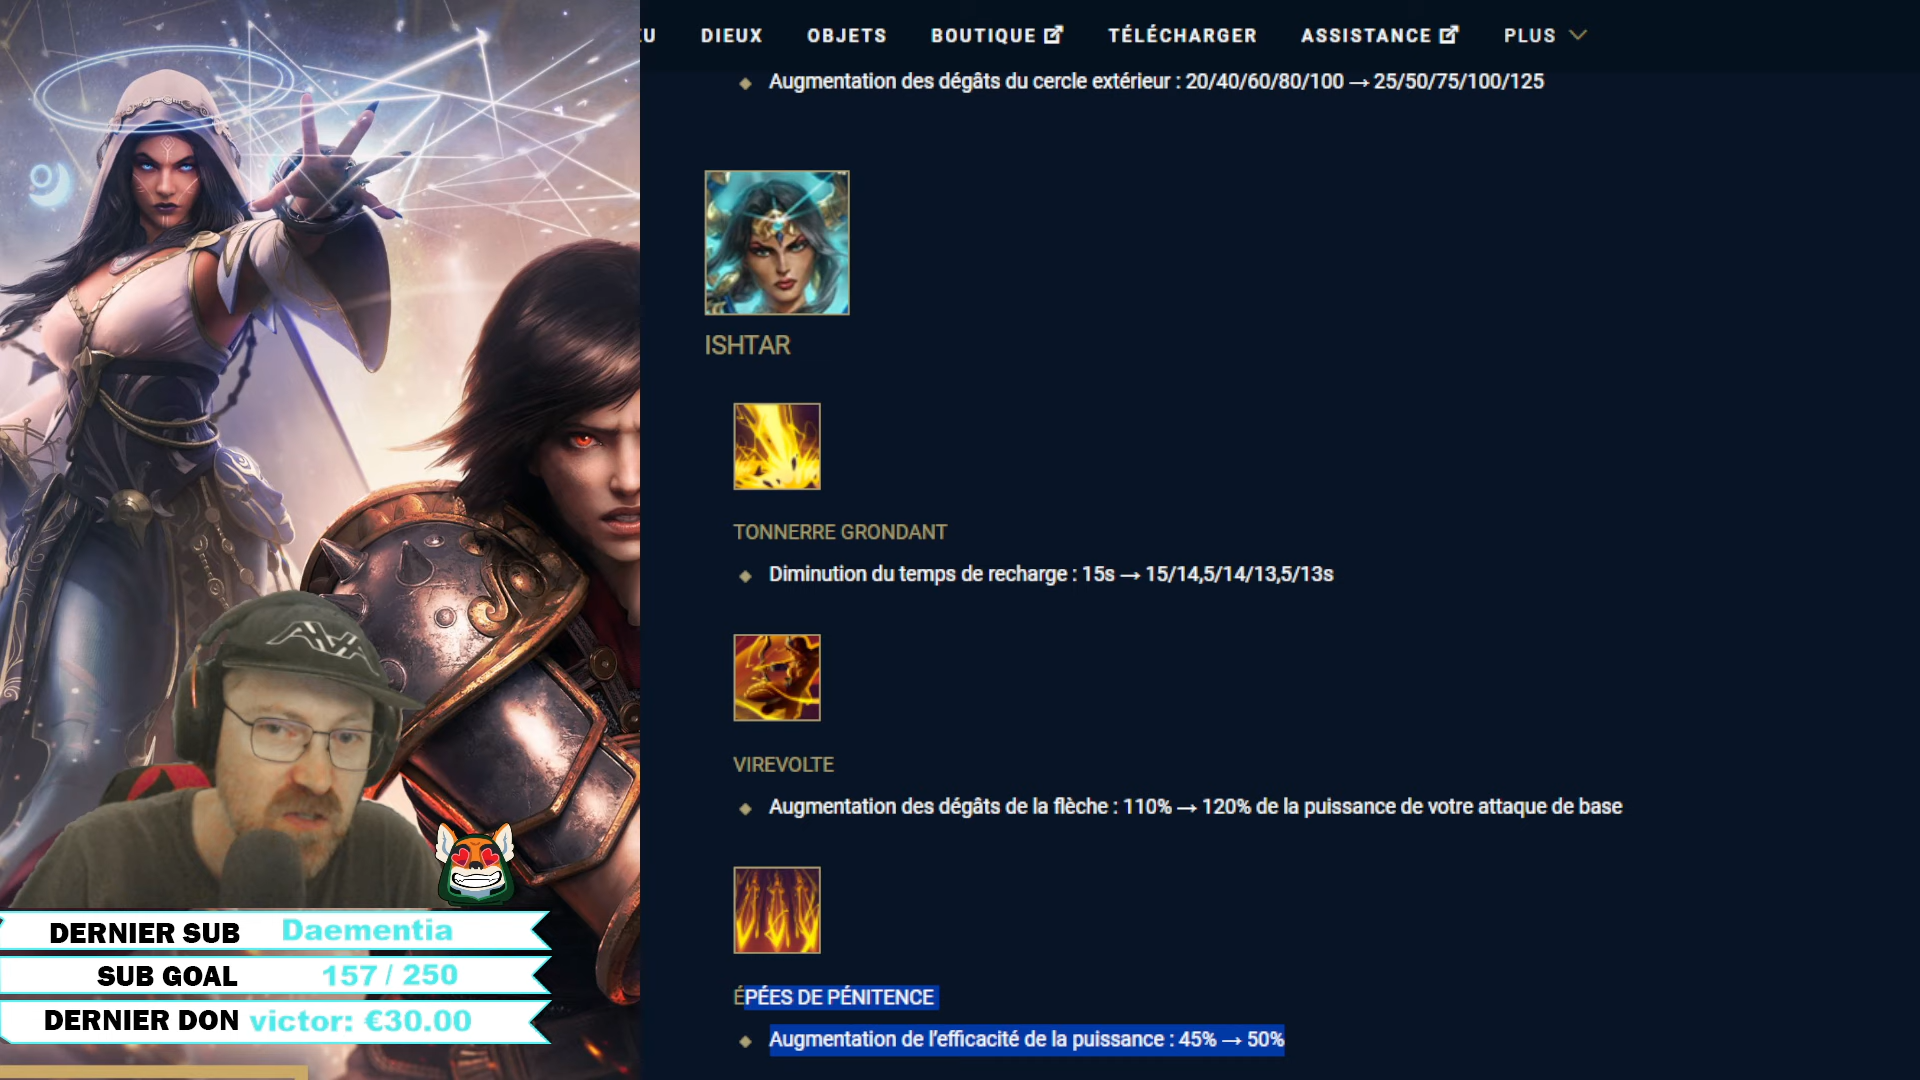 DIEUX OBJETS BOUTIQUE TÉLÉCHARGER ASSISTANCE PLUS
Augmentation des dégâts du cercle extérieur : 20/40/60/80/100 → 25/50/75/100/125
ISHTAR
TONNERRE GRONDANT
Diminution du temps de recharge : 15s → 15/14,5/14/13,5/13s
VIREVOLTE
Augmentation des dégâts de la flèche : 110% → 120% de la puissance de votre attaque de base
ÉPÉES DE PÉNITENCE
Augmentation de l'efficacité de la puissance : 45% → 50%
AVA
DERNIER SUB Daementia
SUB GOAL 157 / 250
DERNIER DON victor: €30.00